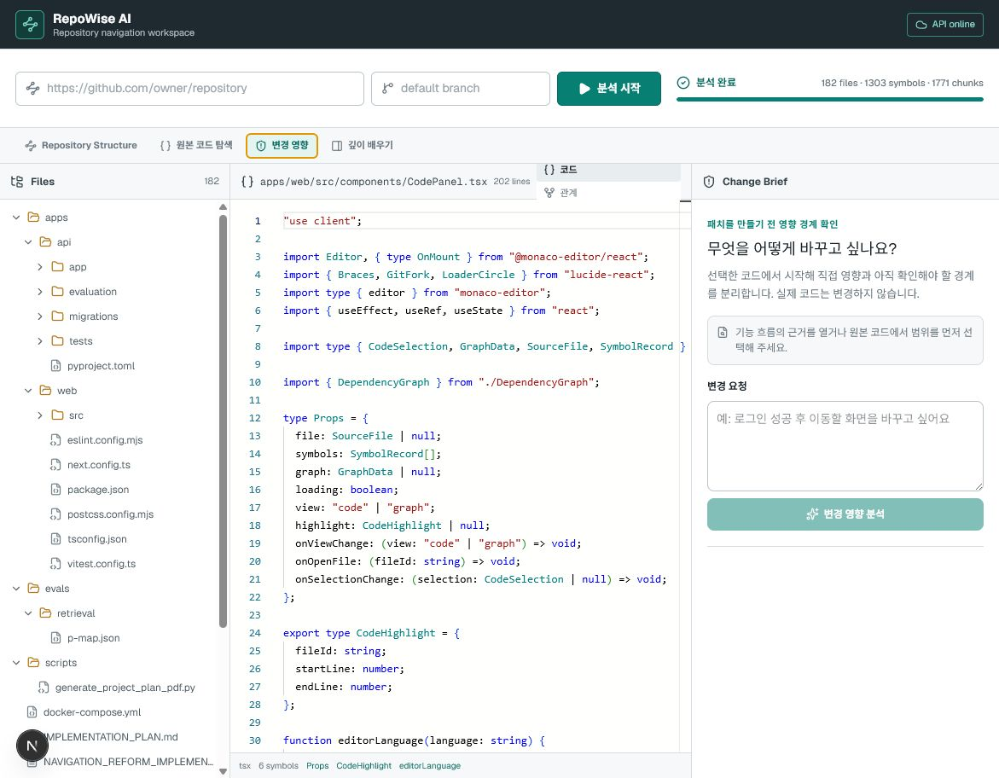 RepoWise AI
Repository navigation workspace
API online
https://github.com/owner/repository
default branch
분석 시작
분석 완료
182 files · 1303 symbols · 1771 chunks
Repository Structure
{ } 원본 코드 탐색
변경 영향
깊이 배우기
Files
182
apps
api
app
evaluation
migrations
tests
pyproject.toml
web
src
eslint.config.mjs
next.config.ts
package.json
postcss.config.mjs
tsconfig.json
vitest.config.ts
evals
retrieval
p-map.json
scripts
generate_project_plan_pdf.py
docker-compose.yml
IMPLEMENTATION_PLAN.md
NAVIGATION_REFORM_IMPLEMEN...
N
{ } apps/web/src/components/CodePanel.tsx 202 lines
{ } 코드
관계
1 "use client";
2
3 import Editor, { type OnMount } from "@monaco-editor/react";
4 import { Braces, GitFork, LoaderCircle } from "lucide-react";
5 import type { editor } from "monaco-editor";
6 import { useEffect, useRef, useState } from "react";
7
8 import type { CodeSelection, GraphData, SourceFile, SymbolRecord }
9
10 import { DependencyGraph } from "./DependencyGraph";
11
12 type Props = {
13 file: SourceFile | null;
14 symbols: SymbolRecord[];
15 graph: GraphData | null;
16 loading: boolean;
17 view: "code" | "graph";
18 highlight: CodeHighlight | null;
19 onViewChange: (view: "code" | "graph") => void;
20 onOpenFile: (fileId: string) => void;
21 onSelectionChange: (selection: CodeSelection | null) => void;
22 };
23
24 export type CodeHighlight = {
25 fileId: string;
26 startLine: number;
27 endLine: number;
28 };
29
30 function editorLanguage(language: string) {
tsx 6 symbols Props CodeHighlight editorLanguage
Change Brief
패치를 만들기 전 영향 경계 확인
무엇을 어떻게 바꾸고 싶나요?
선택한 코드에서 시작해 직접 영향과 아직 확인해야 할 경계
를 분리합니다. 실제 코드는 변경하지 않습니다.
기능 흐름의 근거를 열거나 원본 코드에서 범위를 먼저 선
택해 주세요.
변경 요청
예: 로그인 성공 후 이동할 화면을 바꾸고 싶어요
변경 영향 분석